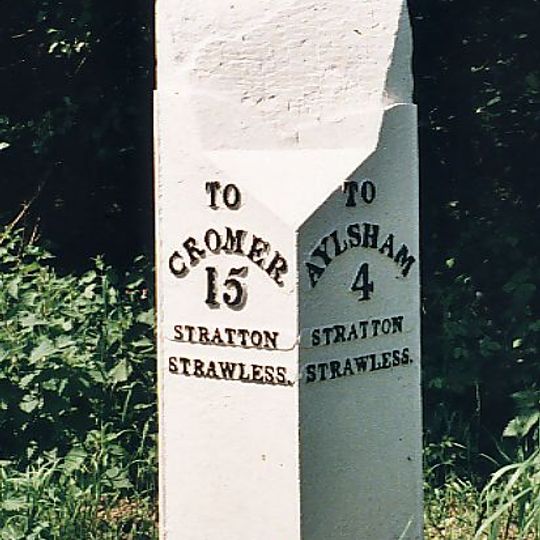 TO
CROMER
15
STRATTON
STRAWLESS.
TO
AYLSHAM
4
STRATTON
STRAWLESS.